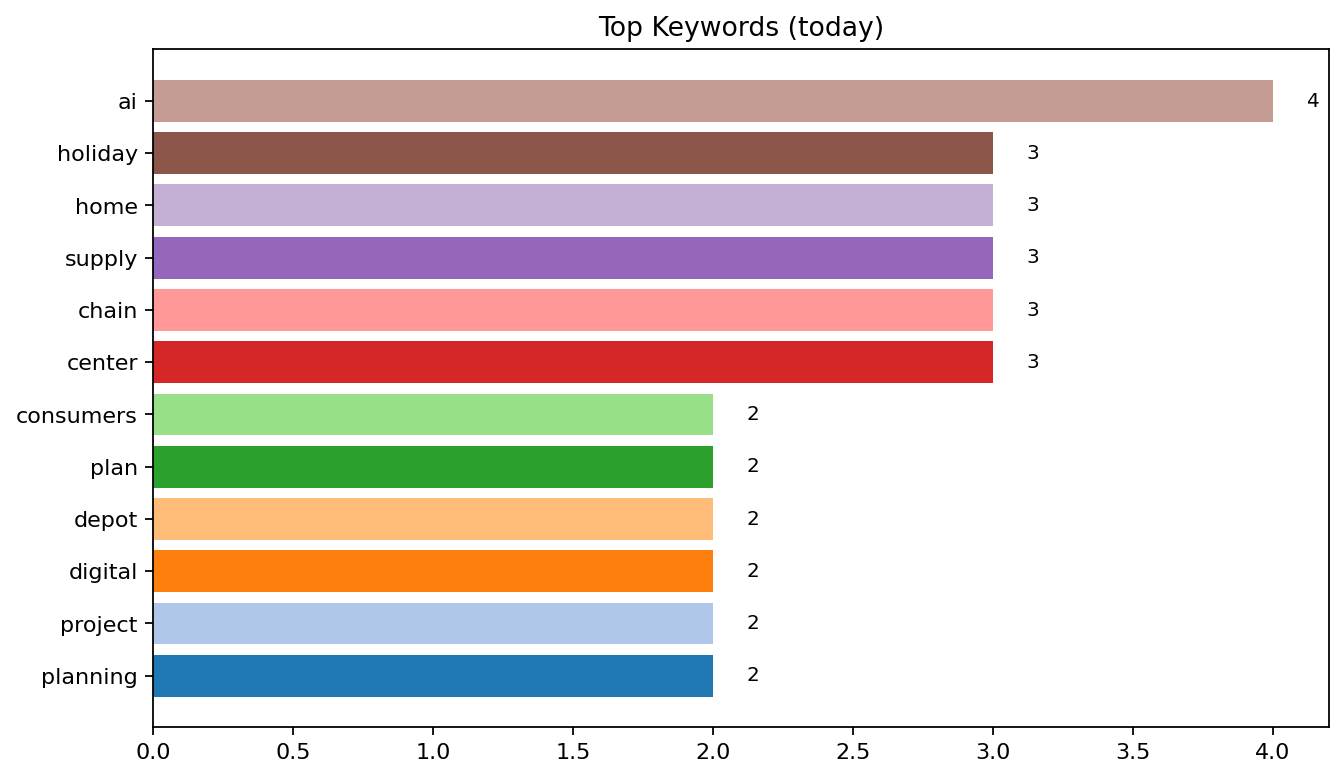 Top Keywords (today)
ai 4
holiday 3
home 3
supply 3
chain 3
center 3
consumers 2
plan 2
depot 2
digital 2
project 2
planning 2
0.0 0.5 1.0 1.5 2.0 2.5 3.0 3.5 4.0